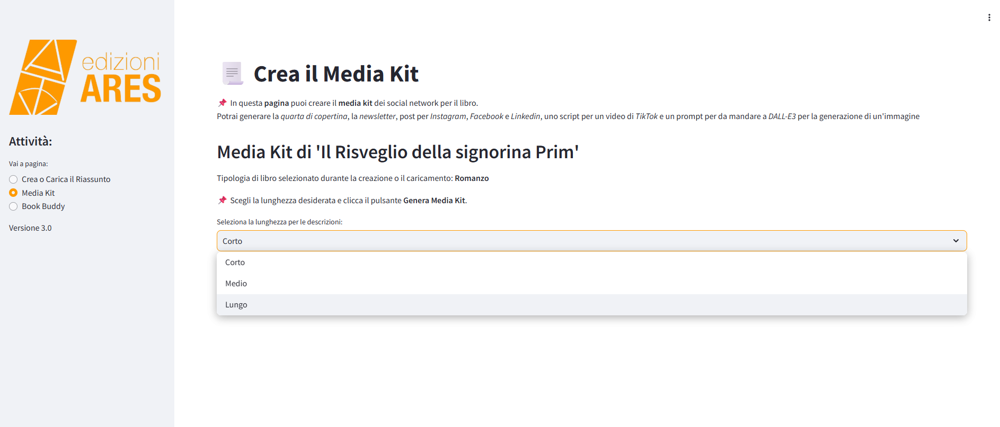 edizioni
ARES
Attività:
Vai a pagina:
Crea o Carica il Riassunto
Media Kit
Book Buddy
Versione 3.0
Crea il Media Kit
In questa pagina puoi creare il media kit dei social network per il libro.
Potrai generare la quarta di copertina, la newsletter, post per Instagram, Facebook e Linkedin, uno script per un video di TikTok e un prompt per da mandare a DALL-E3 per la generazione di un'immagine
Media Kit di 'Il Risveglio della signorina Prim'
Tipologia di libro selezionato durante la creazione o il caricamento: Romanzo
Scegli la lunghezza desiderata e clicca il pulsante Genera Media Kit.
Seleziona la lunghezza per le descrizioni:
Corto
Corto
Medio
Lungo